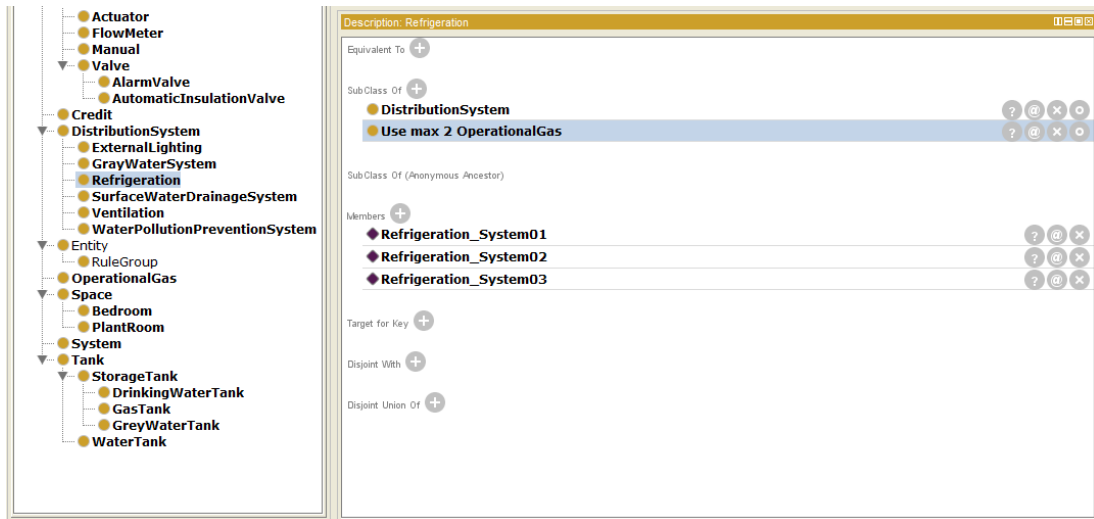 Actuator
FlowMeter
Manual
Valve
AlarmValve
AutomaticInsulationValve
Credit
DistributionSystem
ExternalLighting
GrayWaterSystem
Refrigeration
SurfaceWaterDrainageSystem
Ventilation
WaterPollutionPreventionSystem
Entity
RuleGroup
OperationalGas
Space
Bedroom
PlantRoom
System
Tank
StorageTank
DrinkingWaterTank
GasTank
GreyWaterTank
WaterTank
Description: Refrigeration
Equivalent To +
SubClass Of +
DistributionSystem ? @ × o
Use max 2 OperationalGas ? @ × o
SubClass Of (Anonymous Ancestor)
Members +
Refrigeration_System01 ? @ ×
Refrigeration_System02 ? @ ×
Refrigeration_System03 ? @ ×
Target for Key +
Disjoint With +
Disjoint Union Of +